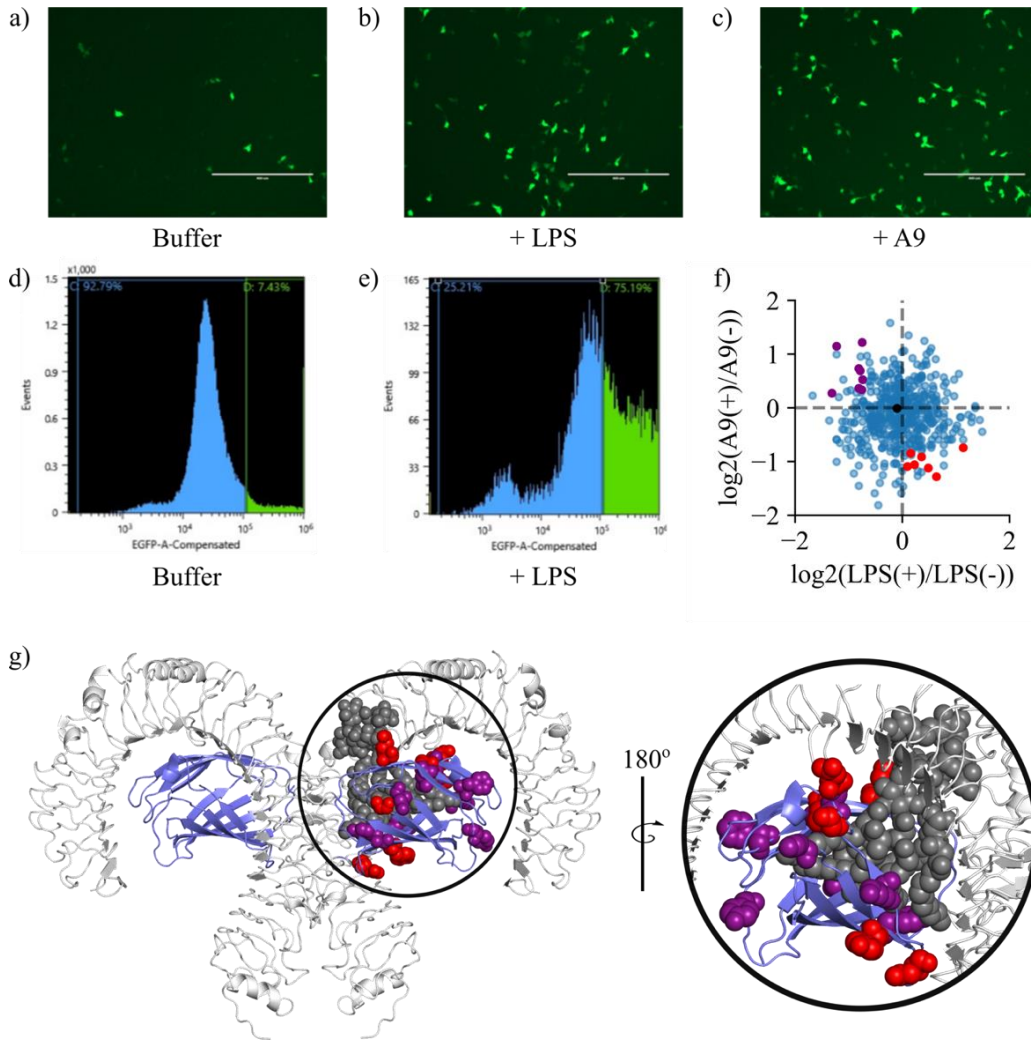 a)
b)
c)
Buffer
+ LPS
+ A9
d)
x1,000
C: 92.79%
D: 7.43%
1.5
1.2
0.9
0.6
0.3
0
Events
10³
10⁴
10⁵
10⁶
EGFP-A-Compensated
Buffer
e)
C: 25.21%
D: 75.19%
165
132
99
66
33
0
Events
10³
10⁴
10⁵
10⁶
EGFP-A-Compensated
+ LPS
f)
log2(A9(+)/A9(-))
2
1
0
−1
−2
−2
0
2
log2(LPS(+)/LPS(-))
g)
180°